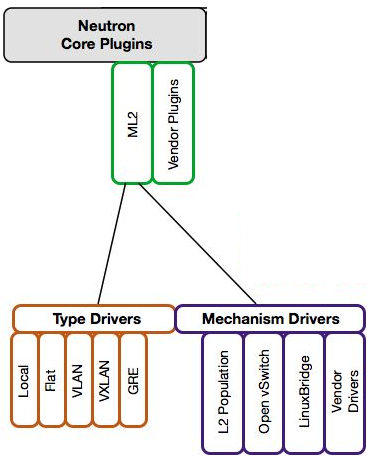 Neutron
Core Plugins
ML2
Vendor Plugins
Type Drivers
Mechanism Drivers
Local
Flat
VLAN
VXLAN
GRE
L2 Population
Open vSwitch
LinuxBridge
Vendor
Drivers